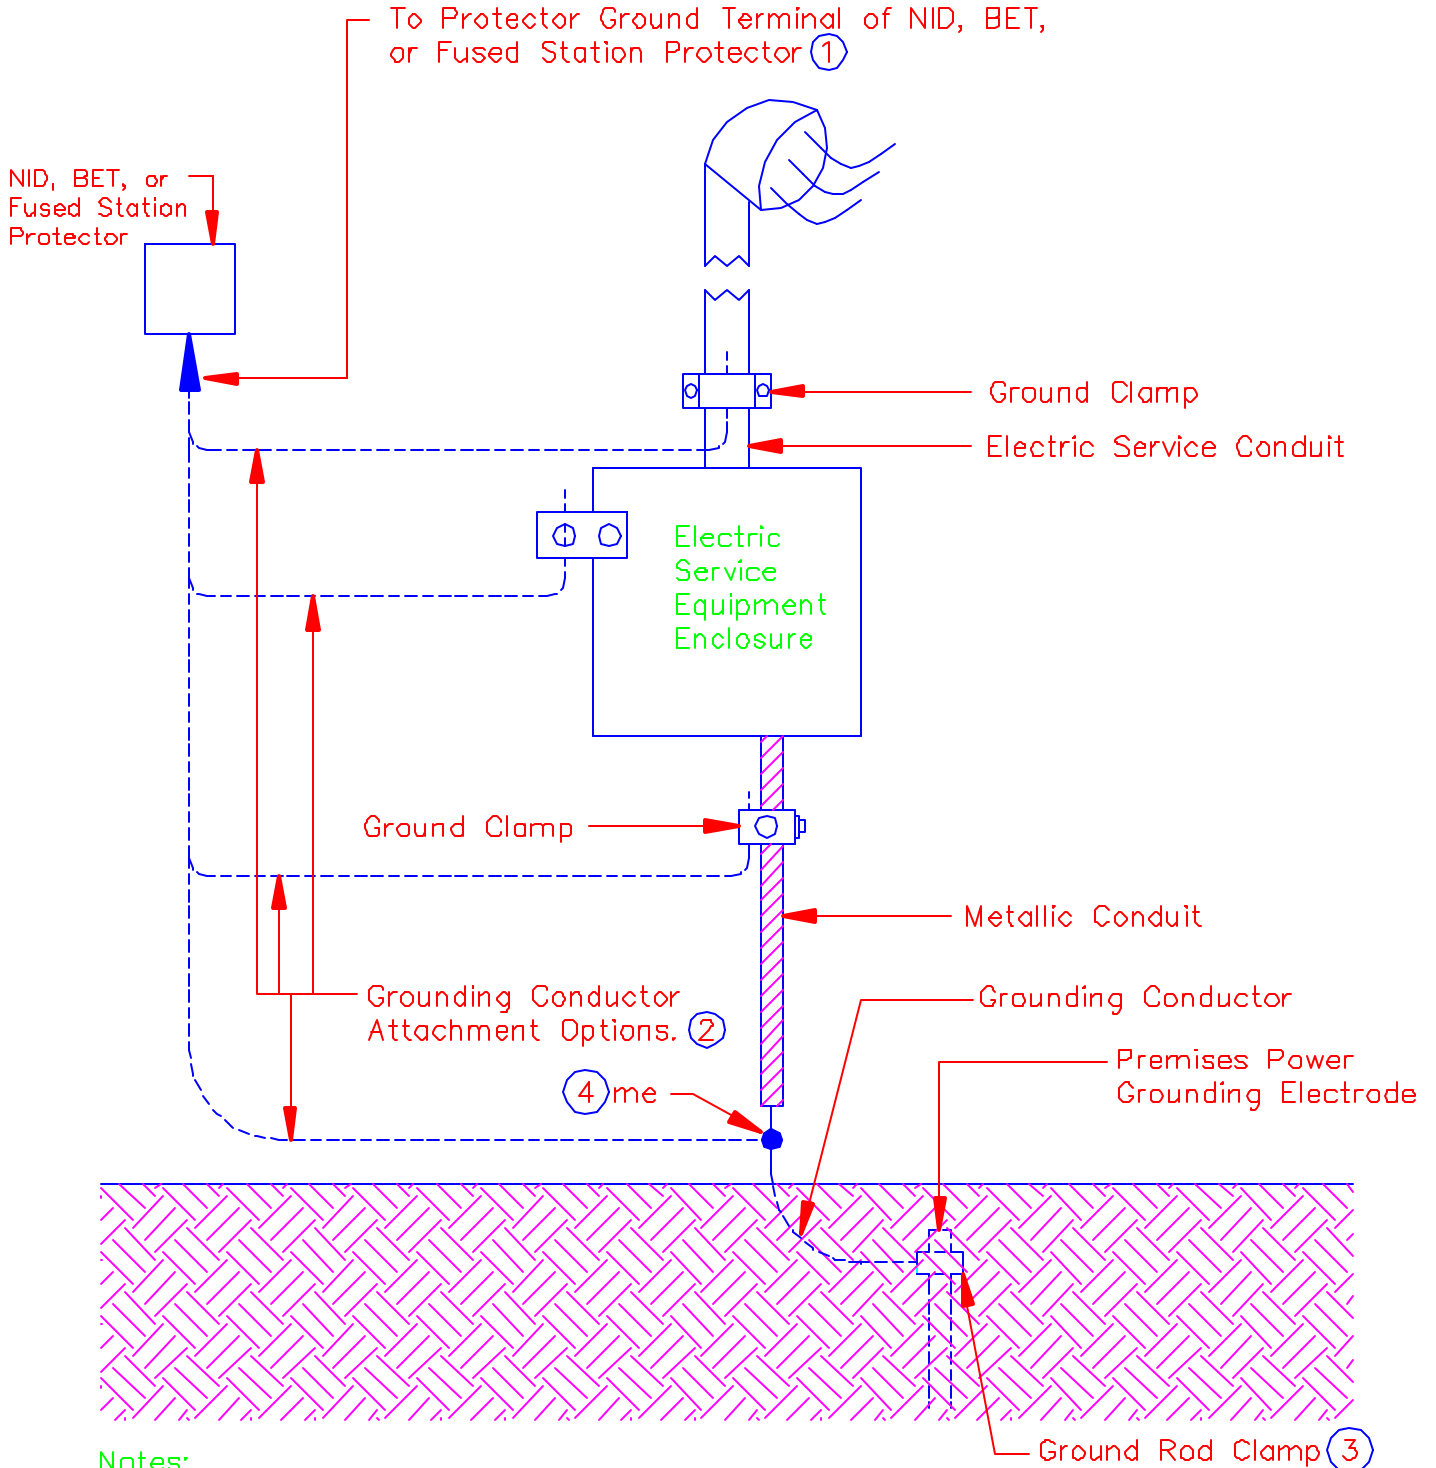 To Protector Ground Terminal of NID, BET,
or Fused Station Protector 1
NID, BET, or
Fused Station
Protector
Ground Clamp
Electric Service Conduit
Electric
Service
Equipment
Enclosure
Ground Clamp
Metallic Conduit
Grounding Conductor
Attachment Options. 2
Grounding Conductor
Premises Power
Grounding Electrode
4 me
Ground Rod Clamp 3
Notes: